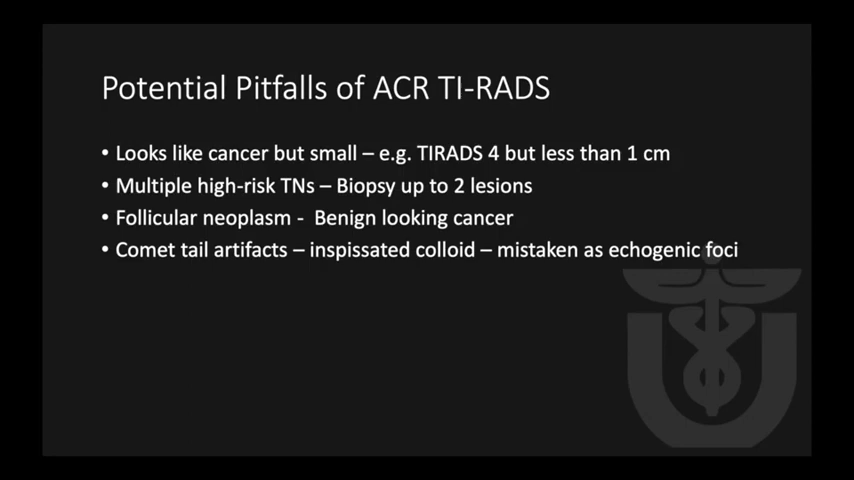 Potential Pitfalls of ACR TI-RADS
• Looks like cancer but small – e.g. TIRADS 4 but less than 1 cm
• Multiple high-risk TNs – Biopsy up to 2 lesions
• Follicular neoplasm - Benign looking cancer
• Comet tail artifacts – inspissated colloid – mistaken as echogenic foci